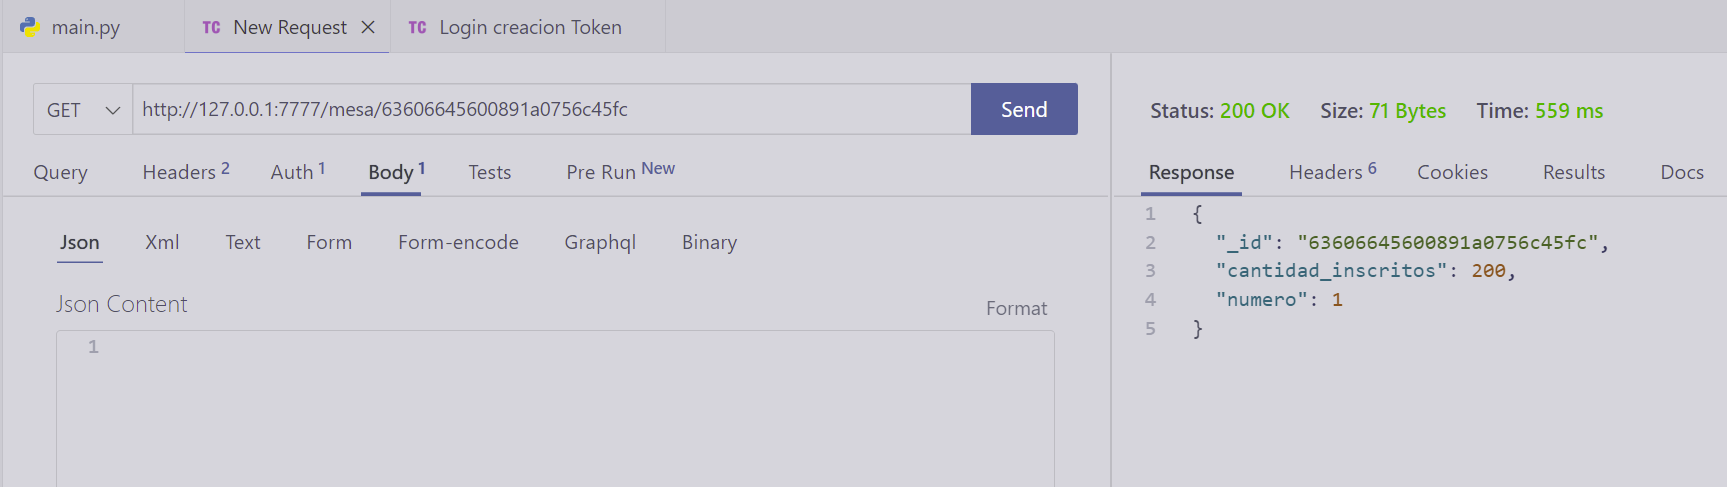 main.py TC New Request TC Login creacion Token
GET http://127.0.0.1:7777/mesa/63606645600891a0756c45fc Send
Query Headers 2 Auth 1 Body 1 Tests Pre Run New
Json Xml Text Form Form-encode Graphql Binary
Json Content Format
1
Status: 200 OK Size: 71 Bytes Time: 559 ms
Response Headers 6 Cookies Results Docs
1 {
2 "_id": "63606645600891a0756c45fc",
3 "cantidad_inscritos": 200,
4 "numero": 1
5 }